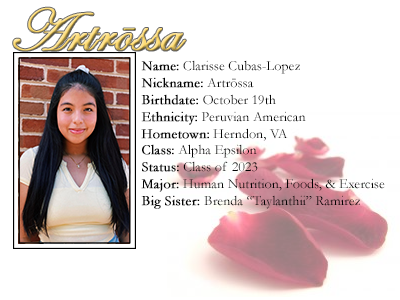 Artrōssa
Name: Clarisse Cubas-Lopez
Nickname: Artrōssa
Birthdate: October 19th
Ethnicity: Peruvian American
Hometown: Herndon, VA
Class: Alpha Epsilon
Status: Class of 2023
Major: Human Nutrition, Foods, & Exercise
Big Sister: Brenda “Taylanthii” Ramirez